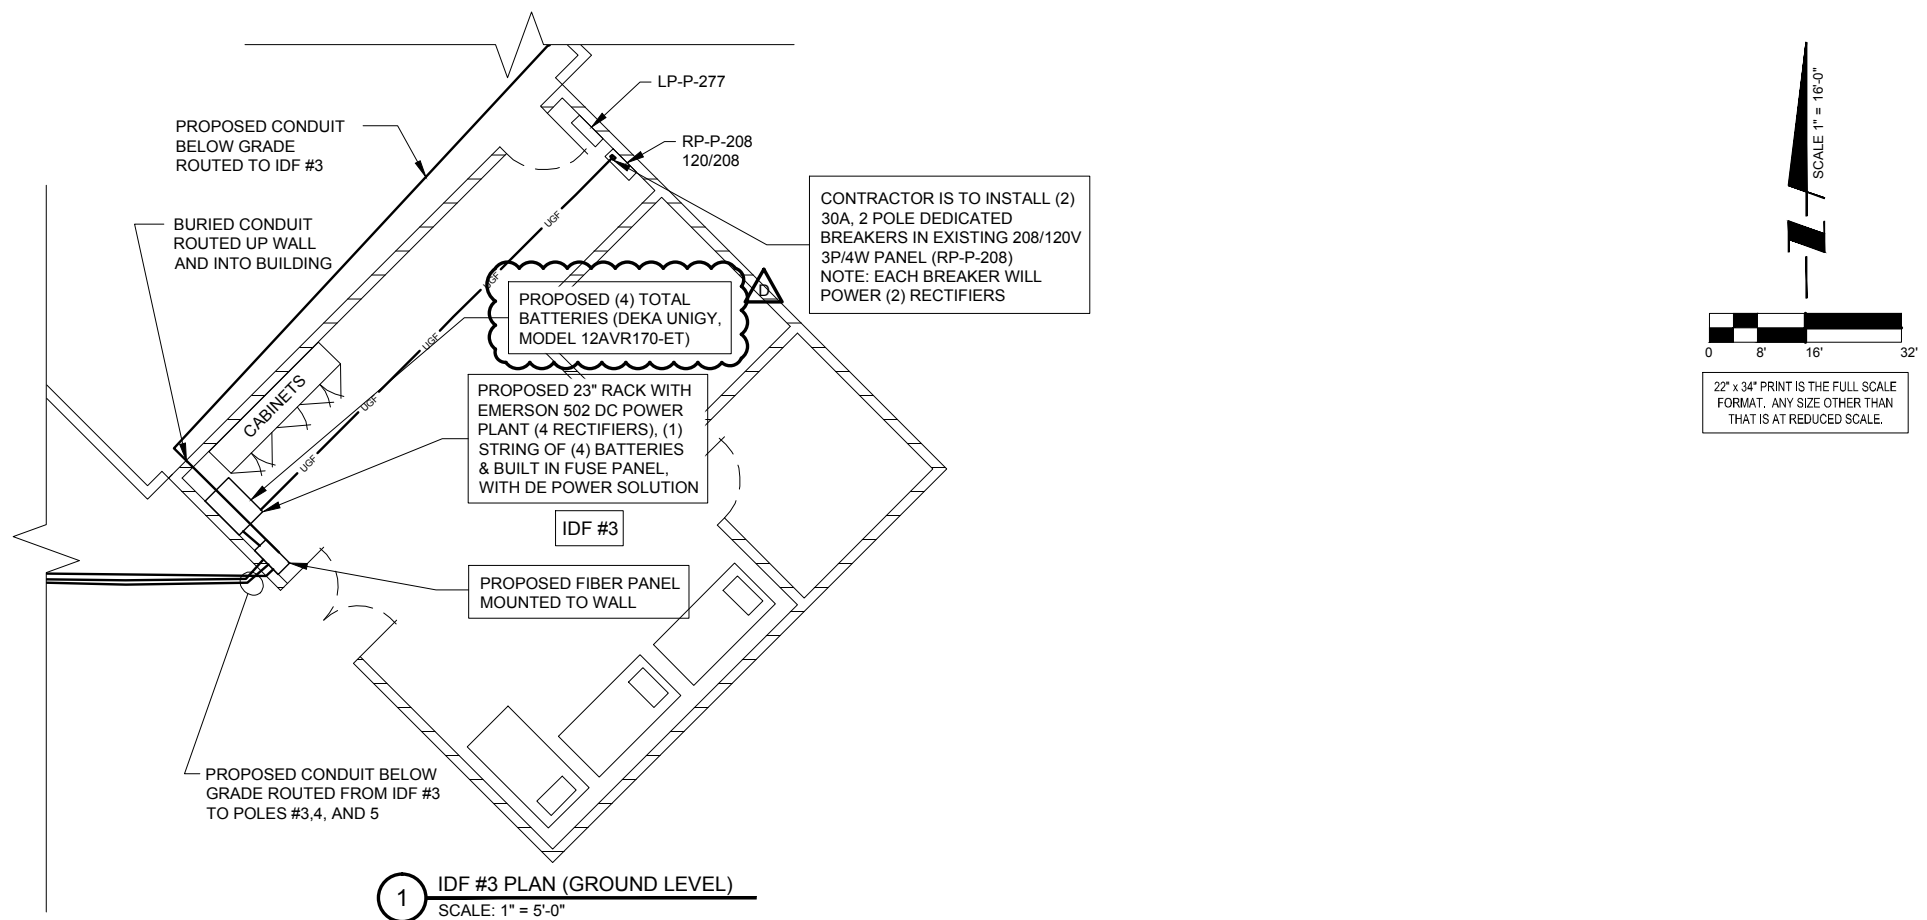 LP-P-277
PROPOSED CONDUIT
BELOW GRADE
ROUTED TO IDF #3
RP-P-208
120/208
BURIED CONDUIT
ROUTED UP WALL
AND INTO BUILDING
CONTRACTOR IS TO INSTALL (2)
30A, 2 POLE DEDICATED
BREAKERS IN EXISTING 208/120V
3P/4W PANEL (RP-P-208)
NOTE: EACH BREAKER WILL
POWER (2) RECTIFIERS
UGF
UGF
UGF
UGF
UGF
D
PROPOSED (4) TOTAL
BATTERIES (DEKA UNIGY,
MODEL 12AVR170-ET)
CABINETS
PROPOSED 23" RACK WITH
EMERSON 502 DC POWER
PLANT (4 RECTIFIERS), (1)
STRING OF (4) BATTERIES
& BUILT IN FUSE PANEL,
WITH DE POWER SOLUTION
IDF #3
PROPOSED FIBER PANEL
MOUNTED TO WALL
PROPOSED CONDUIT BELOW
GRADE ROUTED FROM IDF #3
TO POLES #3,4, AND 5
1
IDF #3 PLAN (GROUND LEVEL)
SCALE: 1" = 5'-0"
SCALE 1" = 16'-0"
N
0 8' 16' 32'
22" x 34" PRINT IS THE FULL SCALE
FORMAT. ANY SIZE OTHER THAN
THAT IS AT REDUCED SCALE.